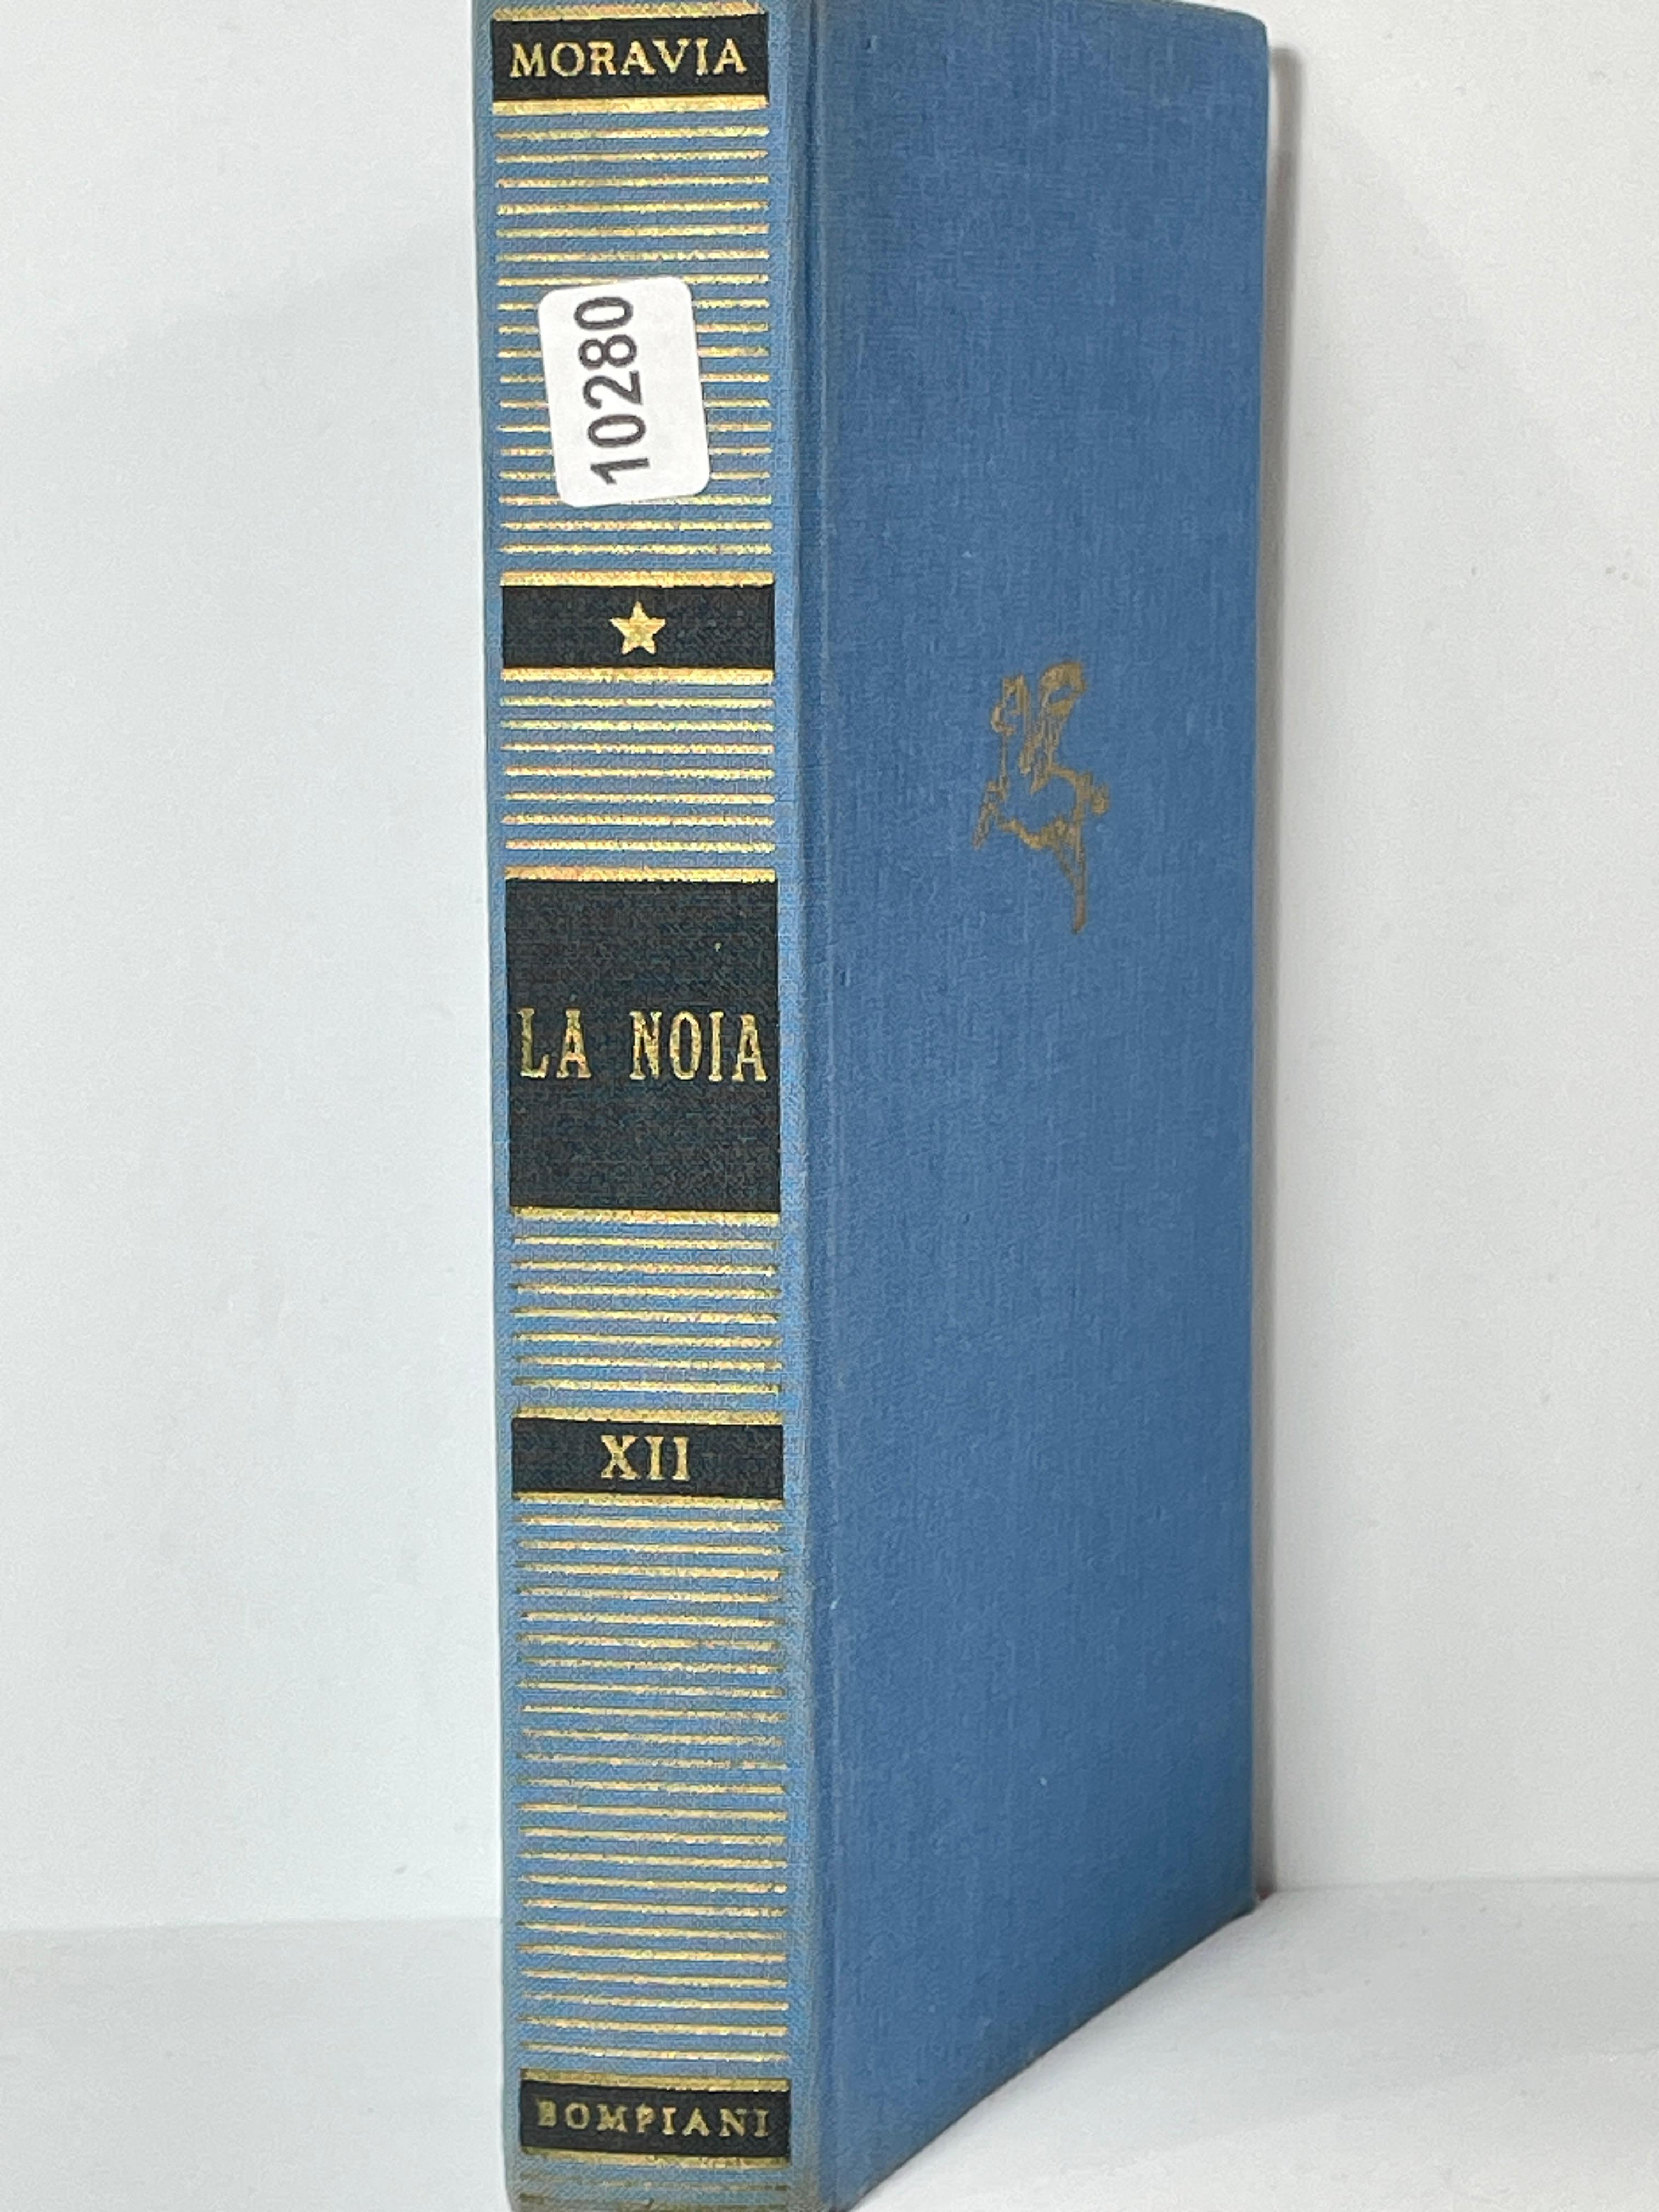 MORAVIA
10280
LA NOIA
XII
BOMPIANI